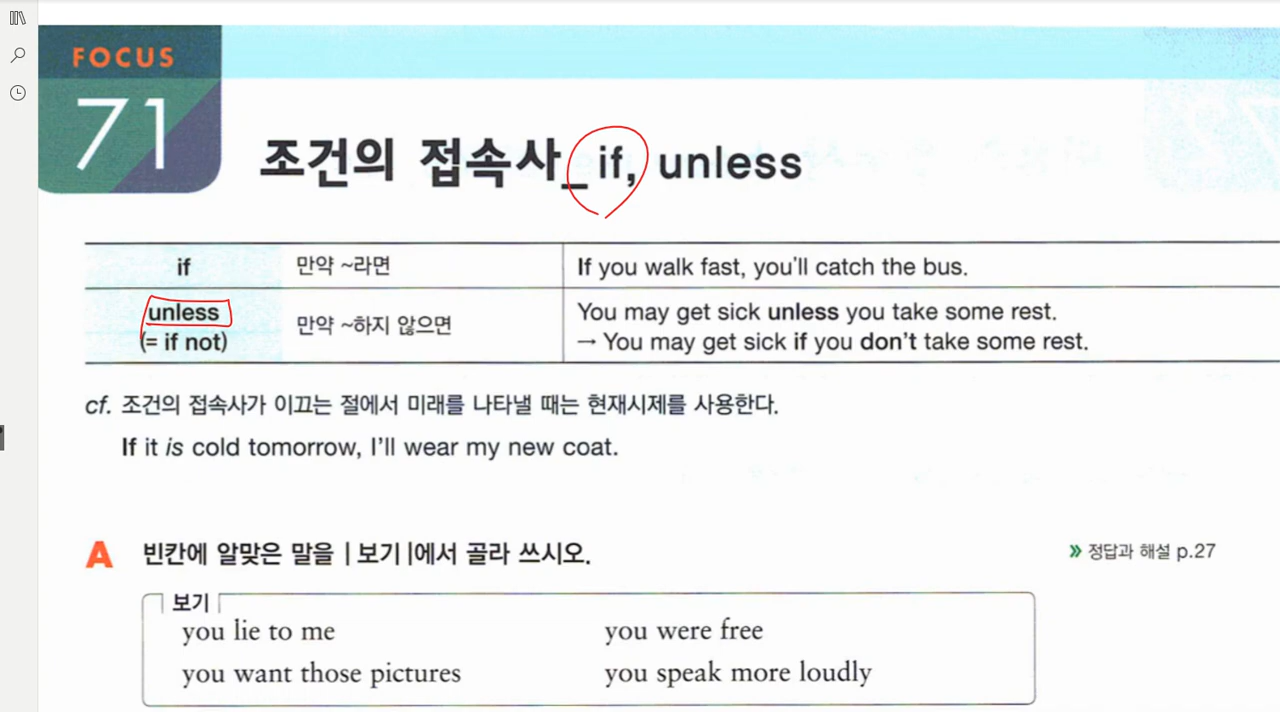 FOCUS
71
조건의 접속사_if, unless
if 만약 ~라면 If you walk fast, you'll catch the bus.
unless
(= if not)
만약 ~하지 않으면
You may get sick unless you take some rest.
→ You may get sick if you don't take some rest.
cf. 조건의 접속사가 이끄는 절에서 미래를 나타낼 때는 현재시제를 사용한다.
If it is cold tomorrow, I'll wear my new coat.
A 빈칸에 알맞은 말을 |보기|에서 골라 쓰시오.
» 정답과 해설 p.27
보기
you lie to me you were free
you want those pictures you speak more loudly